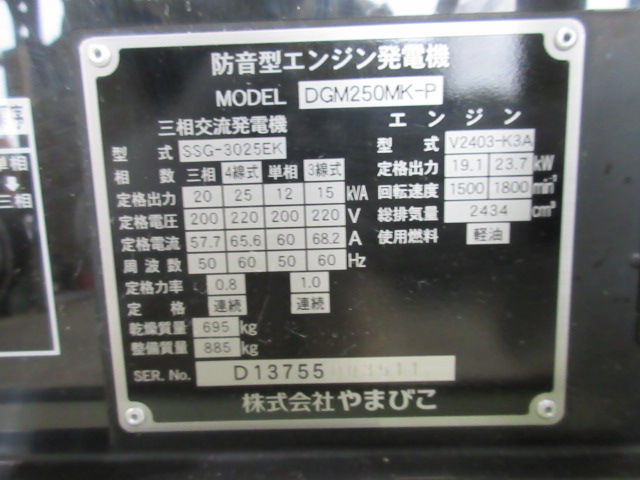 防音型エンジン発電機
MODEL DGM250MK-P
三相交流発電機
型式 SSG-3025EK
相数 三相 4線式 単相 3線式
定格出力 20 25 12 15 kVA
定格電圧 200 220 200 220 V
定格電流 57.7 65.6 60 68.2 A
周波数 50 60 50 60 Hz
定格力率 0.8 1.0
定格 連続 連続
乾燥質量 695 kg
整備質量 885 kg
エンジン
型式 V2403-K3A
定格出力 19.1 23.7 kW
回転速度 1500 1800 min-1
総排気量 2434 cm3
使用燃料 軽油
SER. No. D13755
株式会社やまびこ
単相
三相